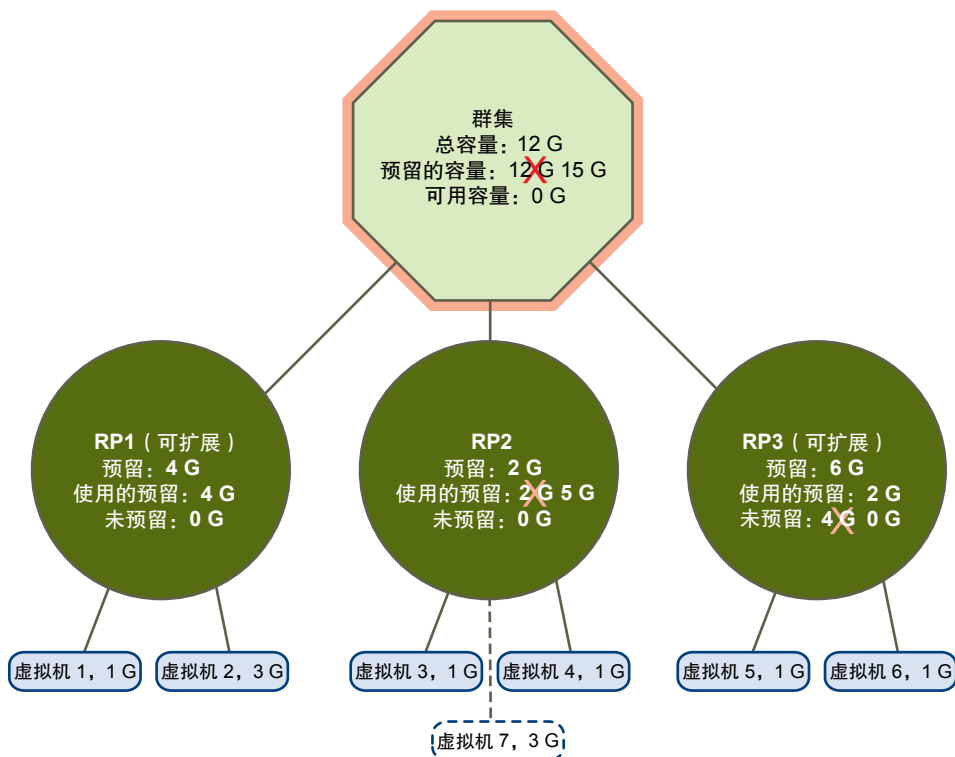 群集
总容量：12 G
预留的容量：12 G 15 G
可用容量：0 G
RP1（可扩展）
预留：4 G
使用的预留：4 G
未预留：0 G
RP2
预留：2 G
使用的预留：2 G 5 G
未预留：0 G
RP3（可扩展）
预留：6 G
使用的预留：2 G
未预留：4 G 0 G
虚拟机 1，1 G
虚拟机 2，3 G
虚拟机 3，1 G
虚拟机 4，1 G
虚拟机 5，1 G
虚拟机 6，1 G
虚拟机 7，3 G